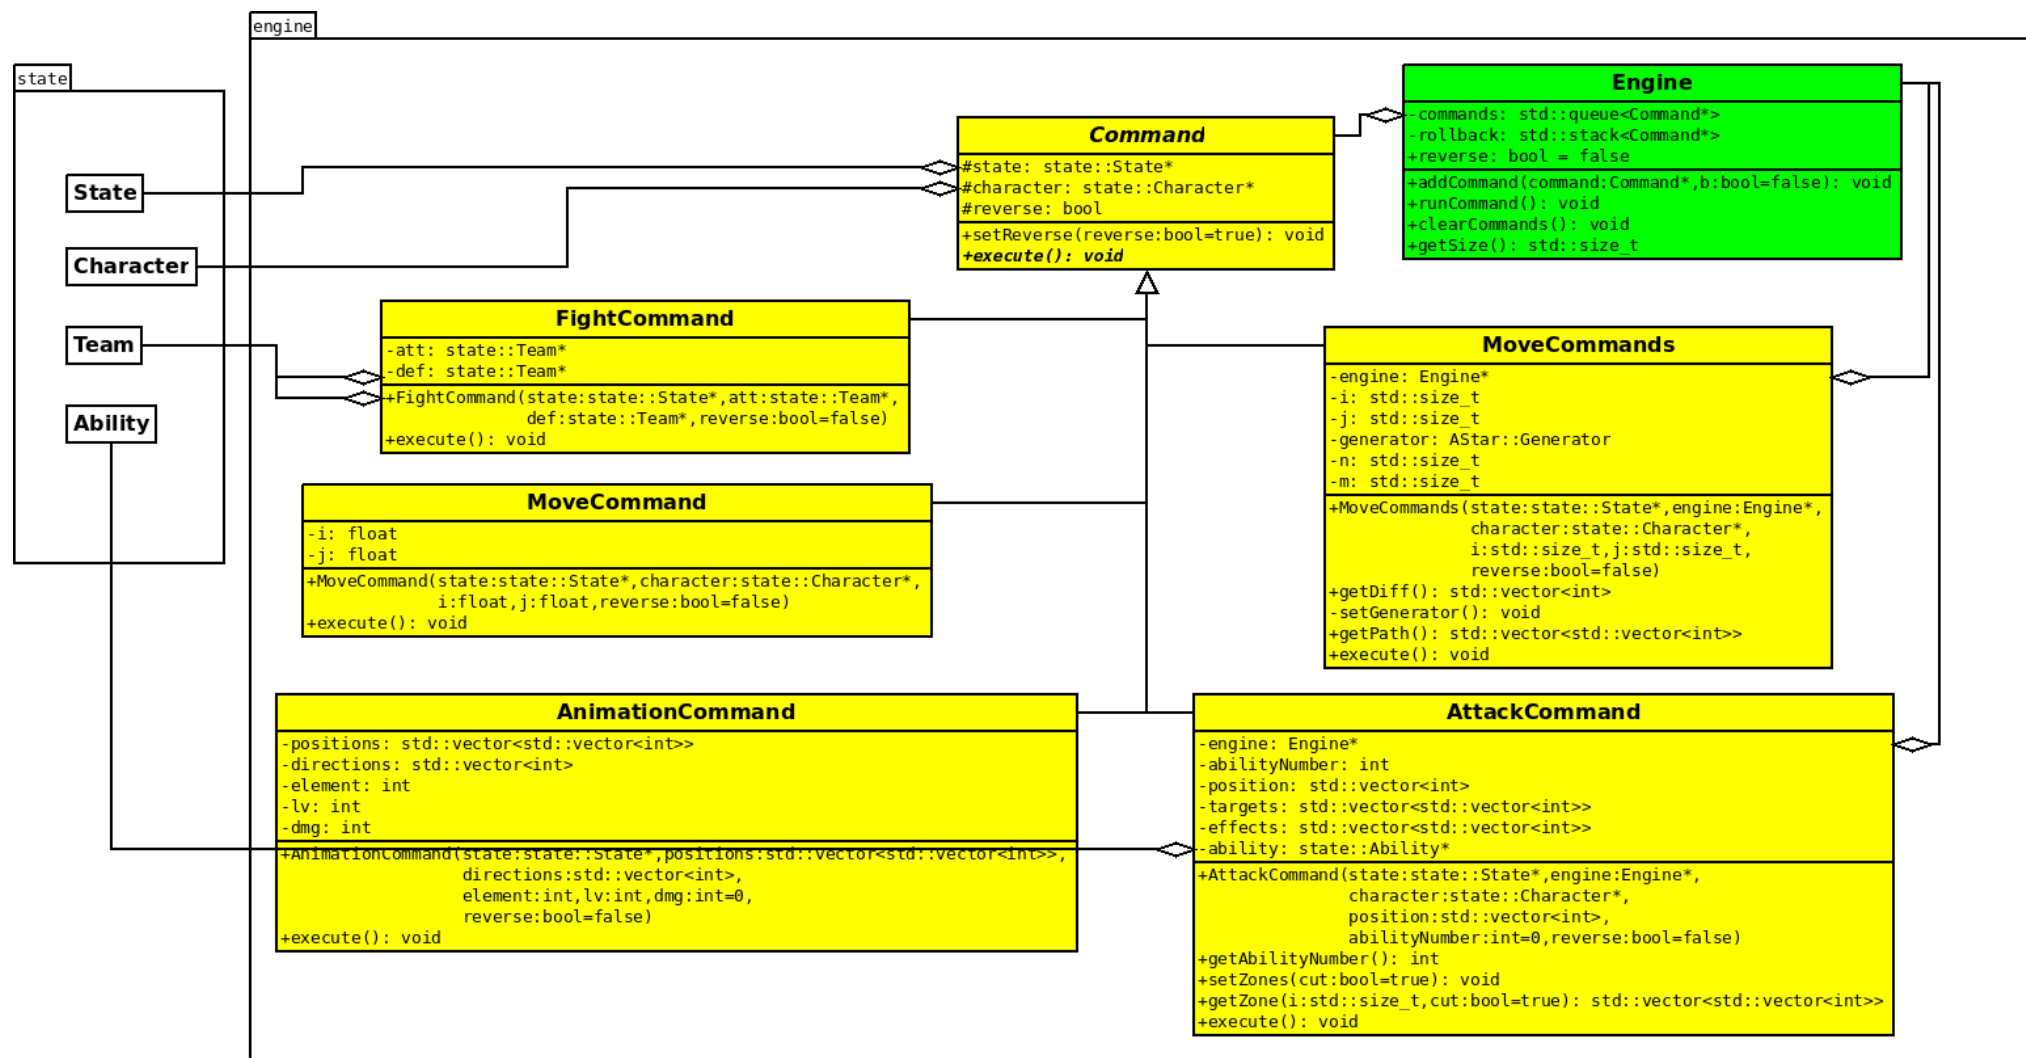 engine
state
State
Character
Team
Ability
Command
#state: state::State*
#character: state::Character*
#reverse: bool
+setReverse(reverse:bool=true): void
+execute(): void
Engine
-commands: std::queue<Command*>
-rollback: std::stack<Command*>
+reverse: bool = false
+addCommand(command:Command*,b:bool=false): void
+runCommand(): void
+clearCommands(): void
+getSize(): std::size_t
FightCommand
-att: state::Team*
-def: state::Team*
+FightCommand(state:state::State*,att:state::Team*,
def:state::Team*,reverse:bool=false)
+execute(): void
MoveCommands
-engine: Engine*
-i: std::size_t
-j: std::size_t
-generator: AStar::Generator
-n: std::size_t
-m: std::size_t
+MoveCommands(state:state::State*,engine:Engine*,
character:state::Character*,
i:std::size_t,j:std::size_t,
reverse:bool=false)
+getDiff(): std::vector<int>
-setGenerator(): void
+getPath(): std::vector<std::vector<int>>
+execute(): void
MoveCommand
-i: float
-j: float
+MoveCommand(state:state::State*,character:state::Character*,
i:float,j:float,reverse:bool=false)
+execute(): void
AnimationCommand
-positions: std::vector<std::vector<int>>
-directions: std::vector<int>
-element: int
-lv: int
-dmg: int
+AnimationCommand(state:state::State*,positions:std::vector<std::vector<int>>,
directions:std::vector<int>,
element:int,lv:int,dmg:int=0,
reverse:bool=false)
+execute(): void
AttackCommand
-engine: Engine*
-abilityNumber: int
-position: std::vector<int>
-targets: std::vector<std::vector<int>>
-effects: std::vector<std::vector<int>>
-ability: state::Ability*
+AttackCommand(state:state::State*,engine:Engine*,
character:state::Character*,
position:std::vector<int>,
abilityNumber:int=0,reverse:bool=false)
+getAbilityNumber(): int
+setZones(cut:bool=true): void
+getZone(i:std::size_t,cut:bool=true): std::vector<std::vector<int>>
+execute(): void